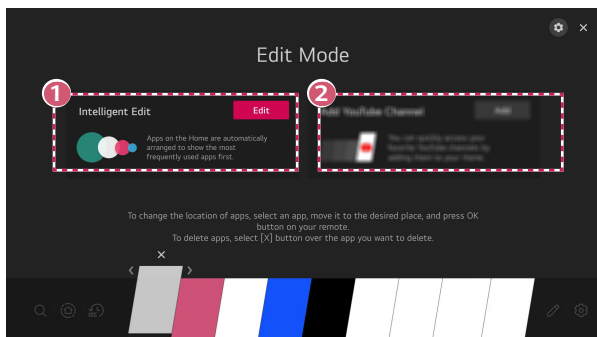 Edit Mode
1
Intelligent Edit
Edit
Apps on the Home are automatically
arranged to show the most
frequently used apps first.
2
Add YouTube Channel
Add
You can quickly access your
favorite YouTube channels by
adding them to your Home.
To change the location of apps, select an app, move it to the desired place, and press OK
button on your remote.
To delete apps, select [X] button over the app you want to delete.